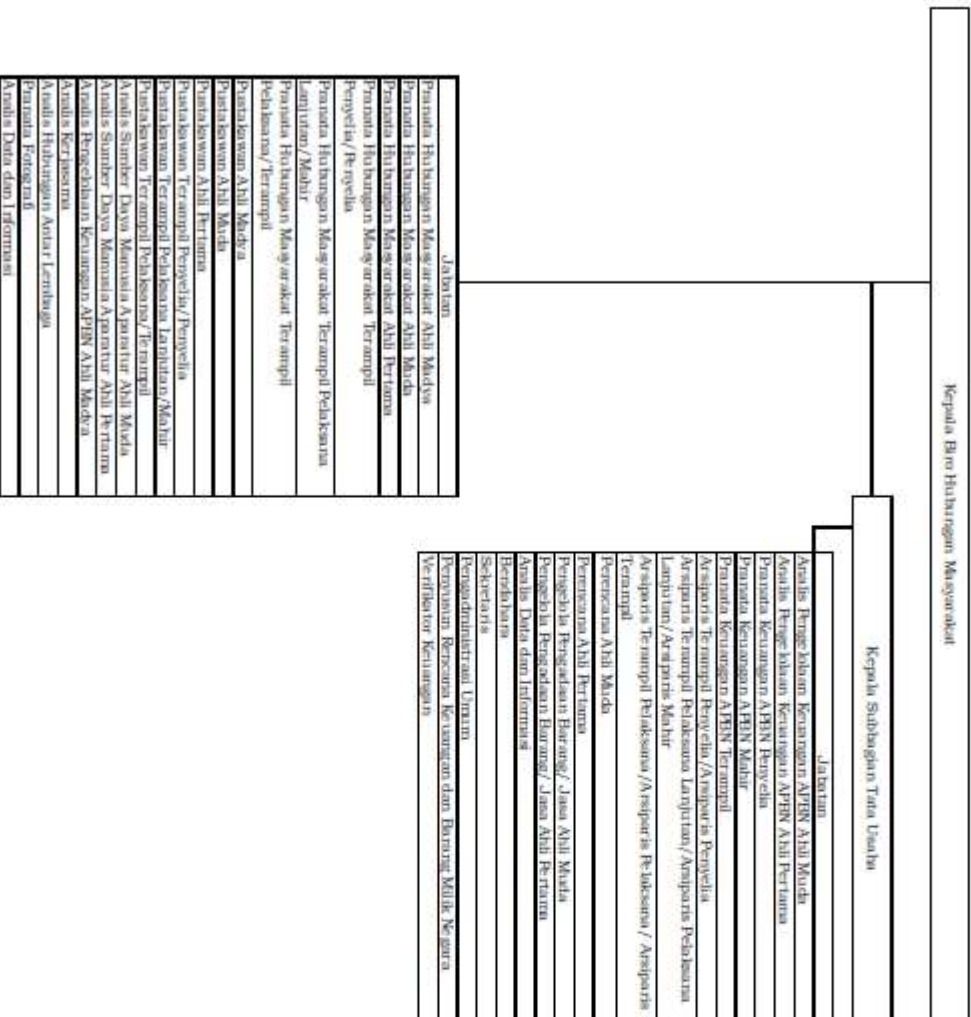 Kepala Biro Hubungan Masyarakat
Kepala Subbagian Tata Usaha
Jabatan
Analis Pengelolaan Keuangan APBN Ahli Muda
Analis Pengelolaan Keuangan APBN Ahli Pertama
Pranata Keuangan APBN Penyelia
Pranata Keuangan APBN Mahir
Pranata Keuangan APBN Terampil
Arsiparis Terampil Penyelia/Arsiparis Penyelia
Arsiparis Terampil Pelaksana Lanjutan/Arsiparis Pelaksana
Lanjutan/Arsiparis Mahir
Arsiparis Terampil Pelaksana/Arsiparis Pelaksana/ Arsiparis
Terampil
Perencana Ahli Muda
Perencana Ahli Pertama
Pengelola Pengadaan Barang/ Jasa Ahli Muda
Pengelola Pengadaan Barang/ Jasa Ahli Pertama
Analis Data dan Informasi
Bendahara
Sekretaris
Pengadministrasi Umum
Penyusun Rencana Keuangan dan Barang Milik Negara
Verifikator Keuangan
Jabatan
Pranata Hubungan Masyarakat Ahli Madya
Pranata Hubungan Masyarakat Ahli Muda
Pranata Hubungan Masyarakat Ahli Pertama
Pranata Hubungan Masyarakat Terampil
Penyelia/Penyelia
Pranata Hubungan Masyarakat Terampil Pelaksana
Lanjutan/Mahir
Pranata Hubungan Masyarakat Terampil
Pelaksana/Terampil
Pustakawan Ahli Madya
Pustakawan Ahli Muda
Pustakawan Ahli Pertama
Pustakawan Terampil Penyelia/Penyelia
Pustakawan Terampil Pelaksana Lanjutan/Mahir
Pustakawan Terampil Pelaksana/Terampil
Analis Sumber Daya Manusia Aparatur Ahli Muda
Analis Sumber Daya Manusia Aparatur Ahli Pertama
Analis Pengelolaan Keuangan APBN Ahli Madya
Analis Kerjasama
Analis Hubungan Antar Lembaga
Pranata Fotografi
Analis Data dan Informasi